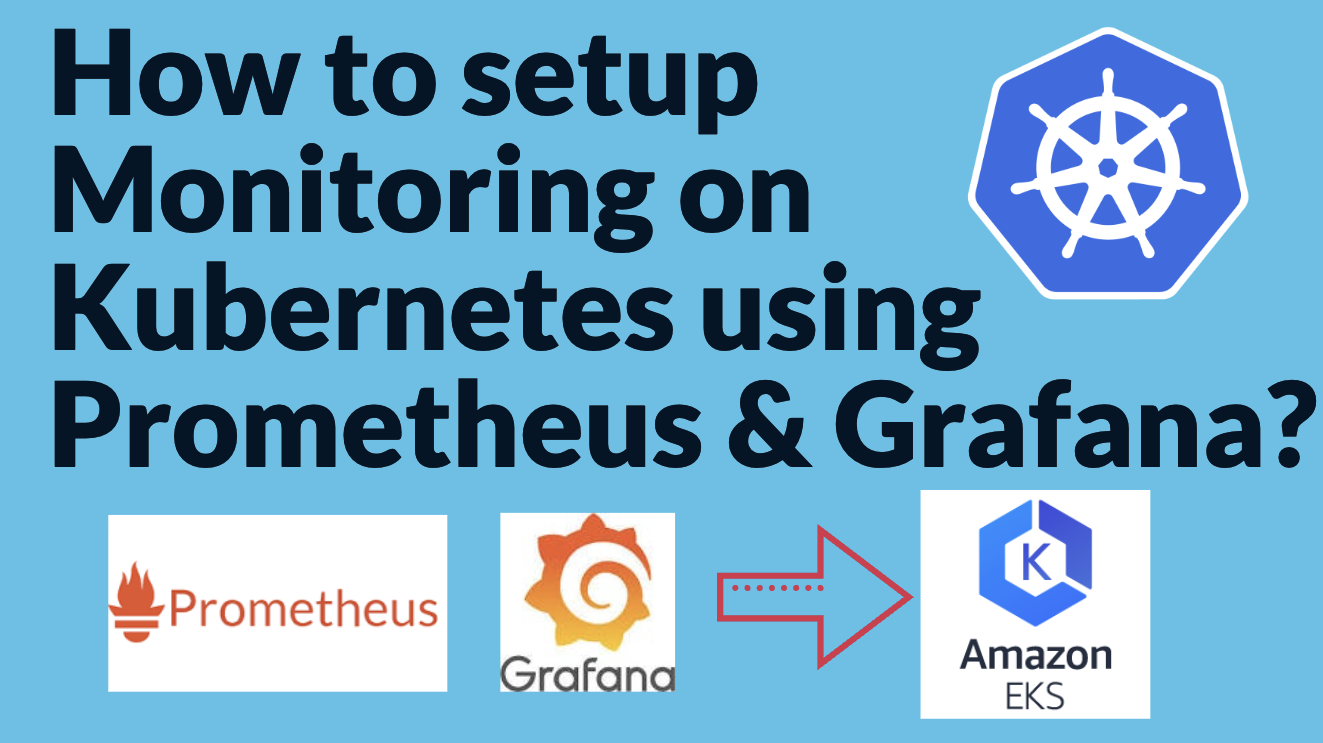 How to setup
Monitoring on
Kubernetes using
Prometheus & Grafana?
Prometheus
Grafana
K
Amazon
EKS